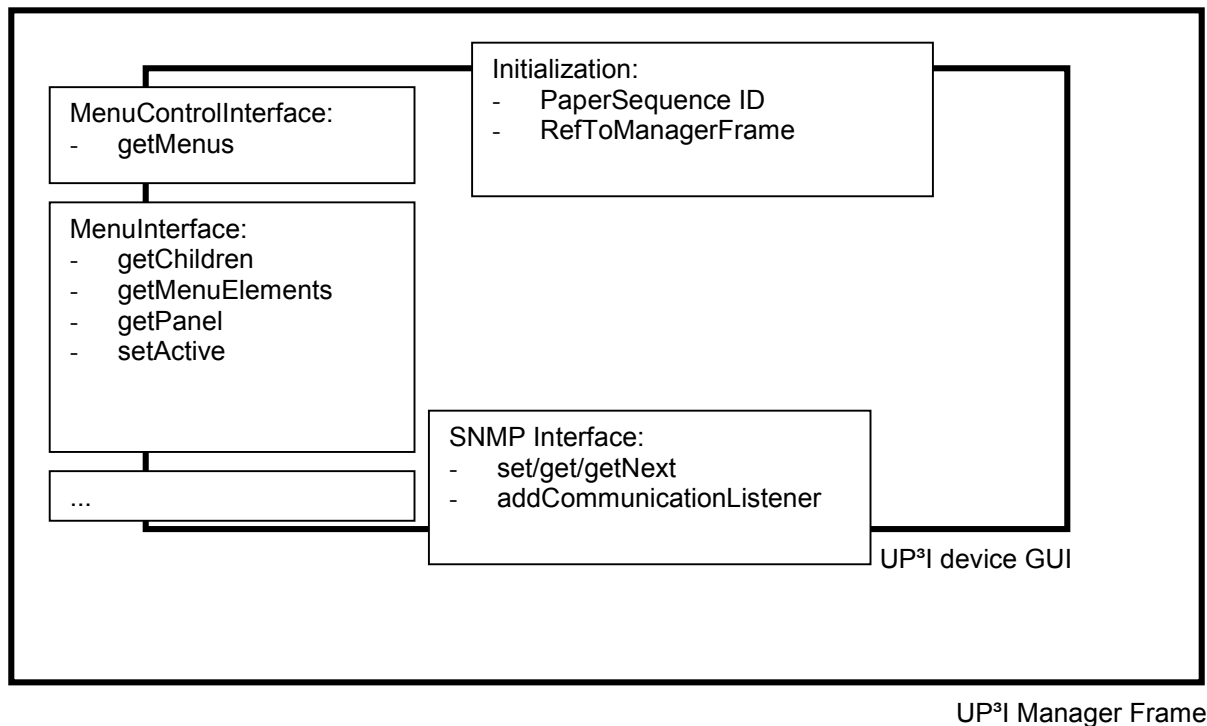 Initialization:
- PaperSequence ID
- RefToManagerFrame
MenuControlInterface:
- getMenus
MenuInterface:
- getChildren
- getMenuElements
- getPanel
- setActive
SNMP Interface:
- set/get/getNext
- addCommunicationListener
...
UP³I device GUI
UP³I Manager Frame